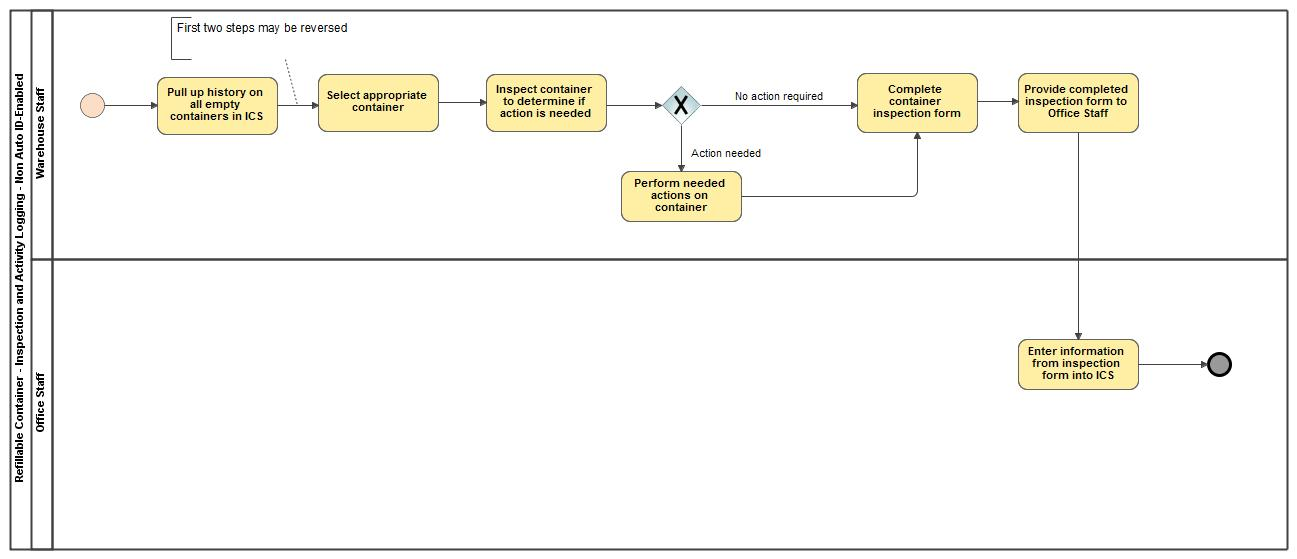 Refillable Container - Inspection and Activity Logging - Non Auto ID-Enabled
Warehouse Staff
First two steps may be reversed
Pull up history on
all empty
containers in ICS
Select appropriate
container
Inspect container
to determine if
action is needed
No action required
Action needed
Perform needed
actions on
container
Complete
container
inspection form
Provide completed
inspection form to
Office Staff
Office Staff
Enter information
from inspection
form into ICS